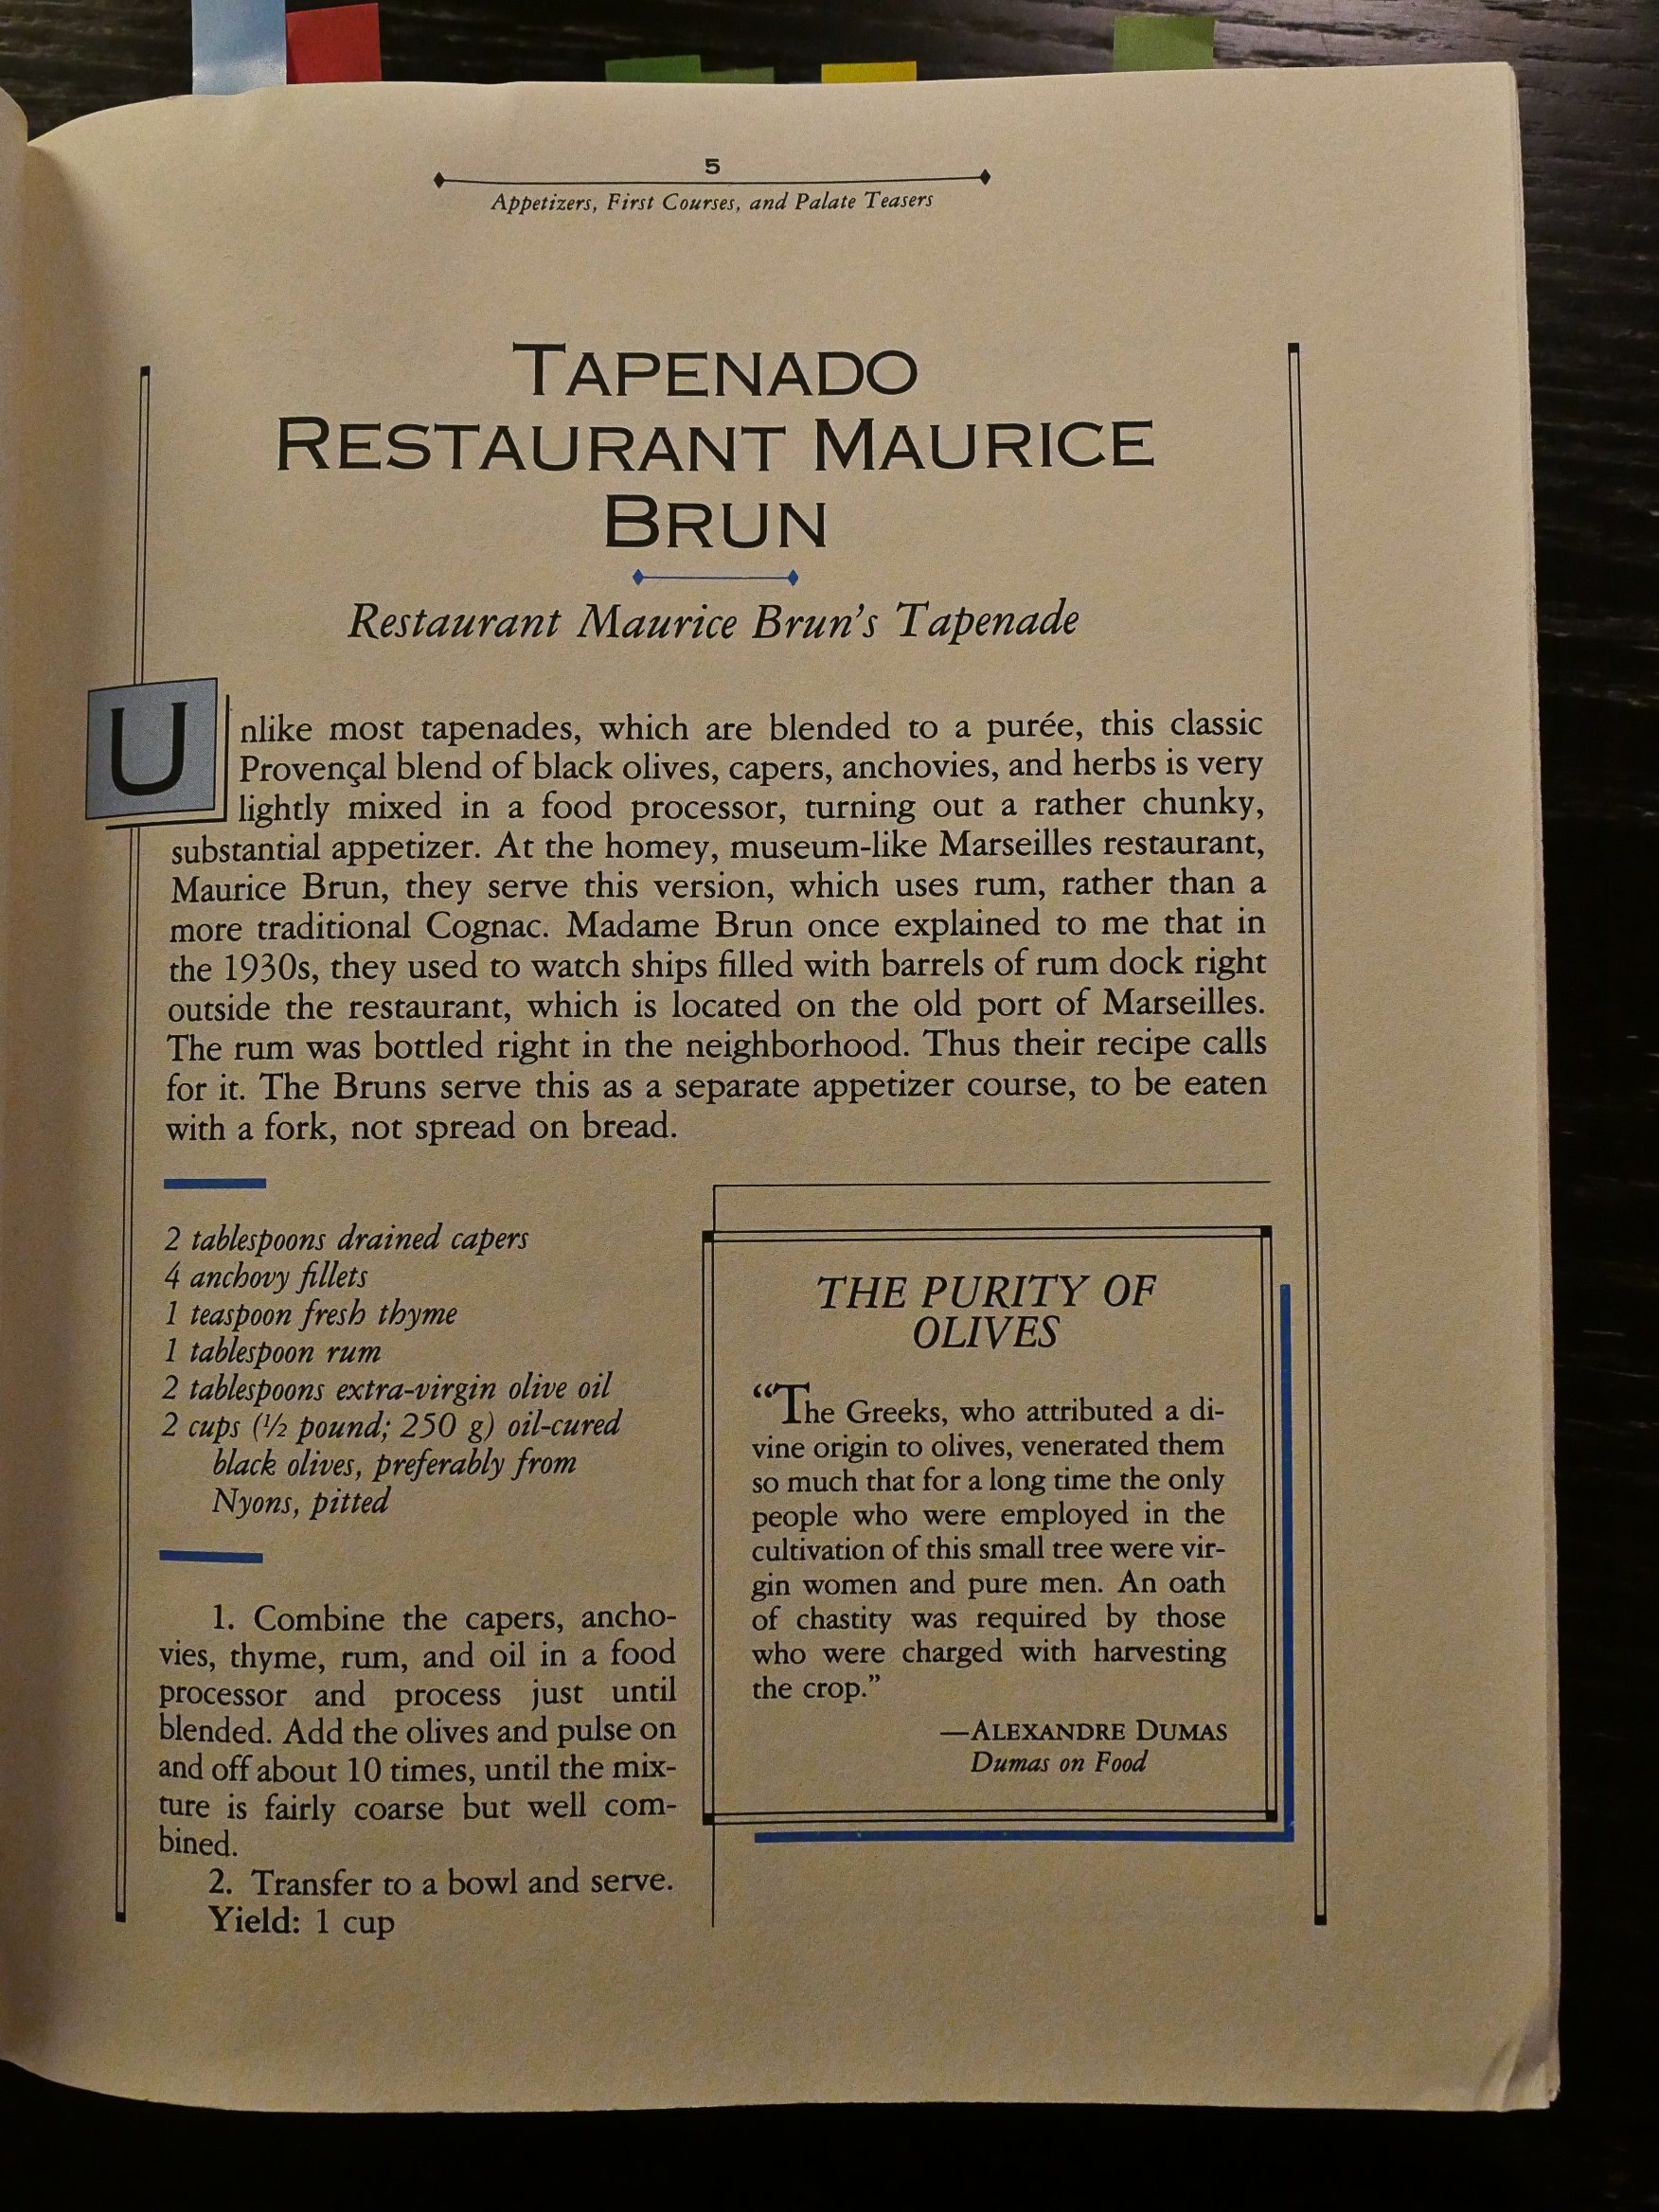 5
Appetizers, First Courses, and Palate Teasers
TAPENADO
RESTAURANT MAURICE
BRUN
Restaurant Maurice Brun's Tapenade
Unlike most tapenades, which are blended to a purée, this classic
Provençal blend of black olives, capers, anchovies, and herbs is very
lightly mixed in a food processor, turning out a rather chunky,
substantial appetizer. At the homey, museum-like Marseilles restaurant,
Maurice Brun, they serve this version, which uses rum, rather than a
more traditional Cognac. Madame Brun once explained to me that in
the 1930s, they used to watch ships filled with barrels of rum dock right
outside the restaurant, which is located on the old port of Marseilles.
The rum was bottled right in the neighborhood. Thus their recipe calls
for it. The Bruns serve this as a separate appetizer course, to be eaten
with a fork, not spread on bread.
2 tablespoons drained capers
4 anchovy fillets
1 teaspoon fresh thyme
1 tablespoon rum
2 tablespoons extra-virgin olive oil
2 cups (½ pound; 250 g) oil-cured
black olives, preferably from
Nyons, pitted
1. Combine the capers, ancho-
vies, thyme, rum, and oil in a food
processor and process just until
blended. Add the olives and pulse on
and off about 10 times, until the mix-
ture is fairly coarse but well com-
bined.
2. Transfer to a bowl and serve.
Yield: 1 cup
THE PURITY OF
OLIVES
“The Greeks, who attributed a di-
vine origin to olives, venerated them
so much that for a long time the only
people who were employed in the
cultivation of this small tree were vir-
gin women and pure men. An oath
of chastity was required by those
who were charged with harvesting
the crop.”
—ALEXANDRE DUMAS
Dumas on Food